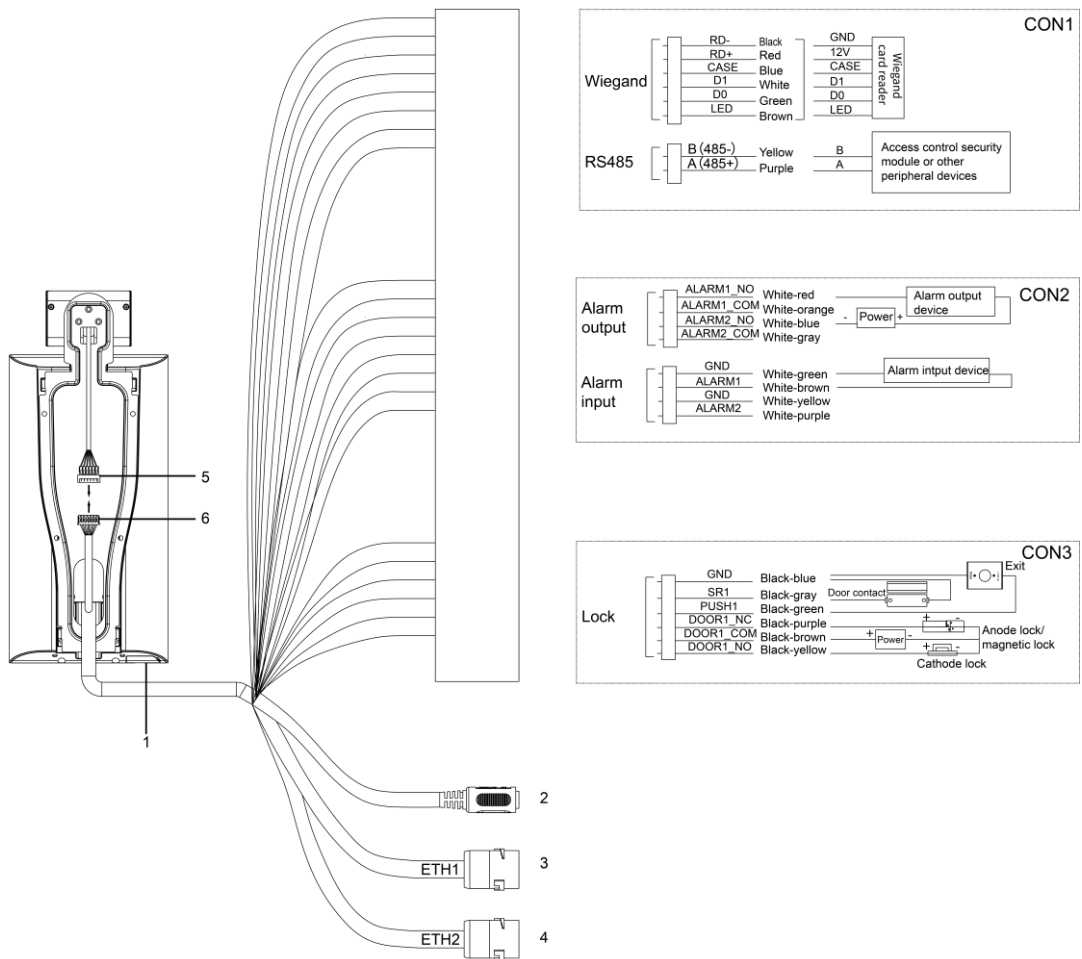 CON1
Wiegand
RD- Black GND
RD+ Red 12V
CASE Blue CASE
D1 White D1
D0 Green D0
LED Brown LED
Wiegand
card reader
RS485
B (485-) Yellow B
A (485+) Purple A
Access control security
module or other
peripheral devices
CON2
Alarm
output
ALARM1_NO White-red
ALARM1_COM White-orange
ALARM2_NO White-blue
ALARM2_COM White-gray
- Power +
Alarm output
device
Alarm
input
GND White-green
ALARM1 White-brown
GND White-yellow
ALARM2 White-purple
Alarm intput device
CON3
Lock
GND Black-blue
SR1 Black-gray
PUSH1 Black-green
DOOR1_NC Black-purple
DOOR1_COM Black-brown
DOOR1_NO Black-yellow
Exit
Door contact
+ -
+ Power -
Anode lock/
magnetic lock
+ -
Cathode lock
5
6
1
2
ETH1 3
ETH2 4